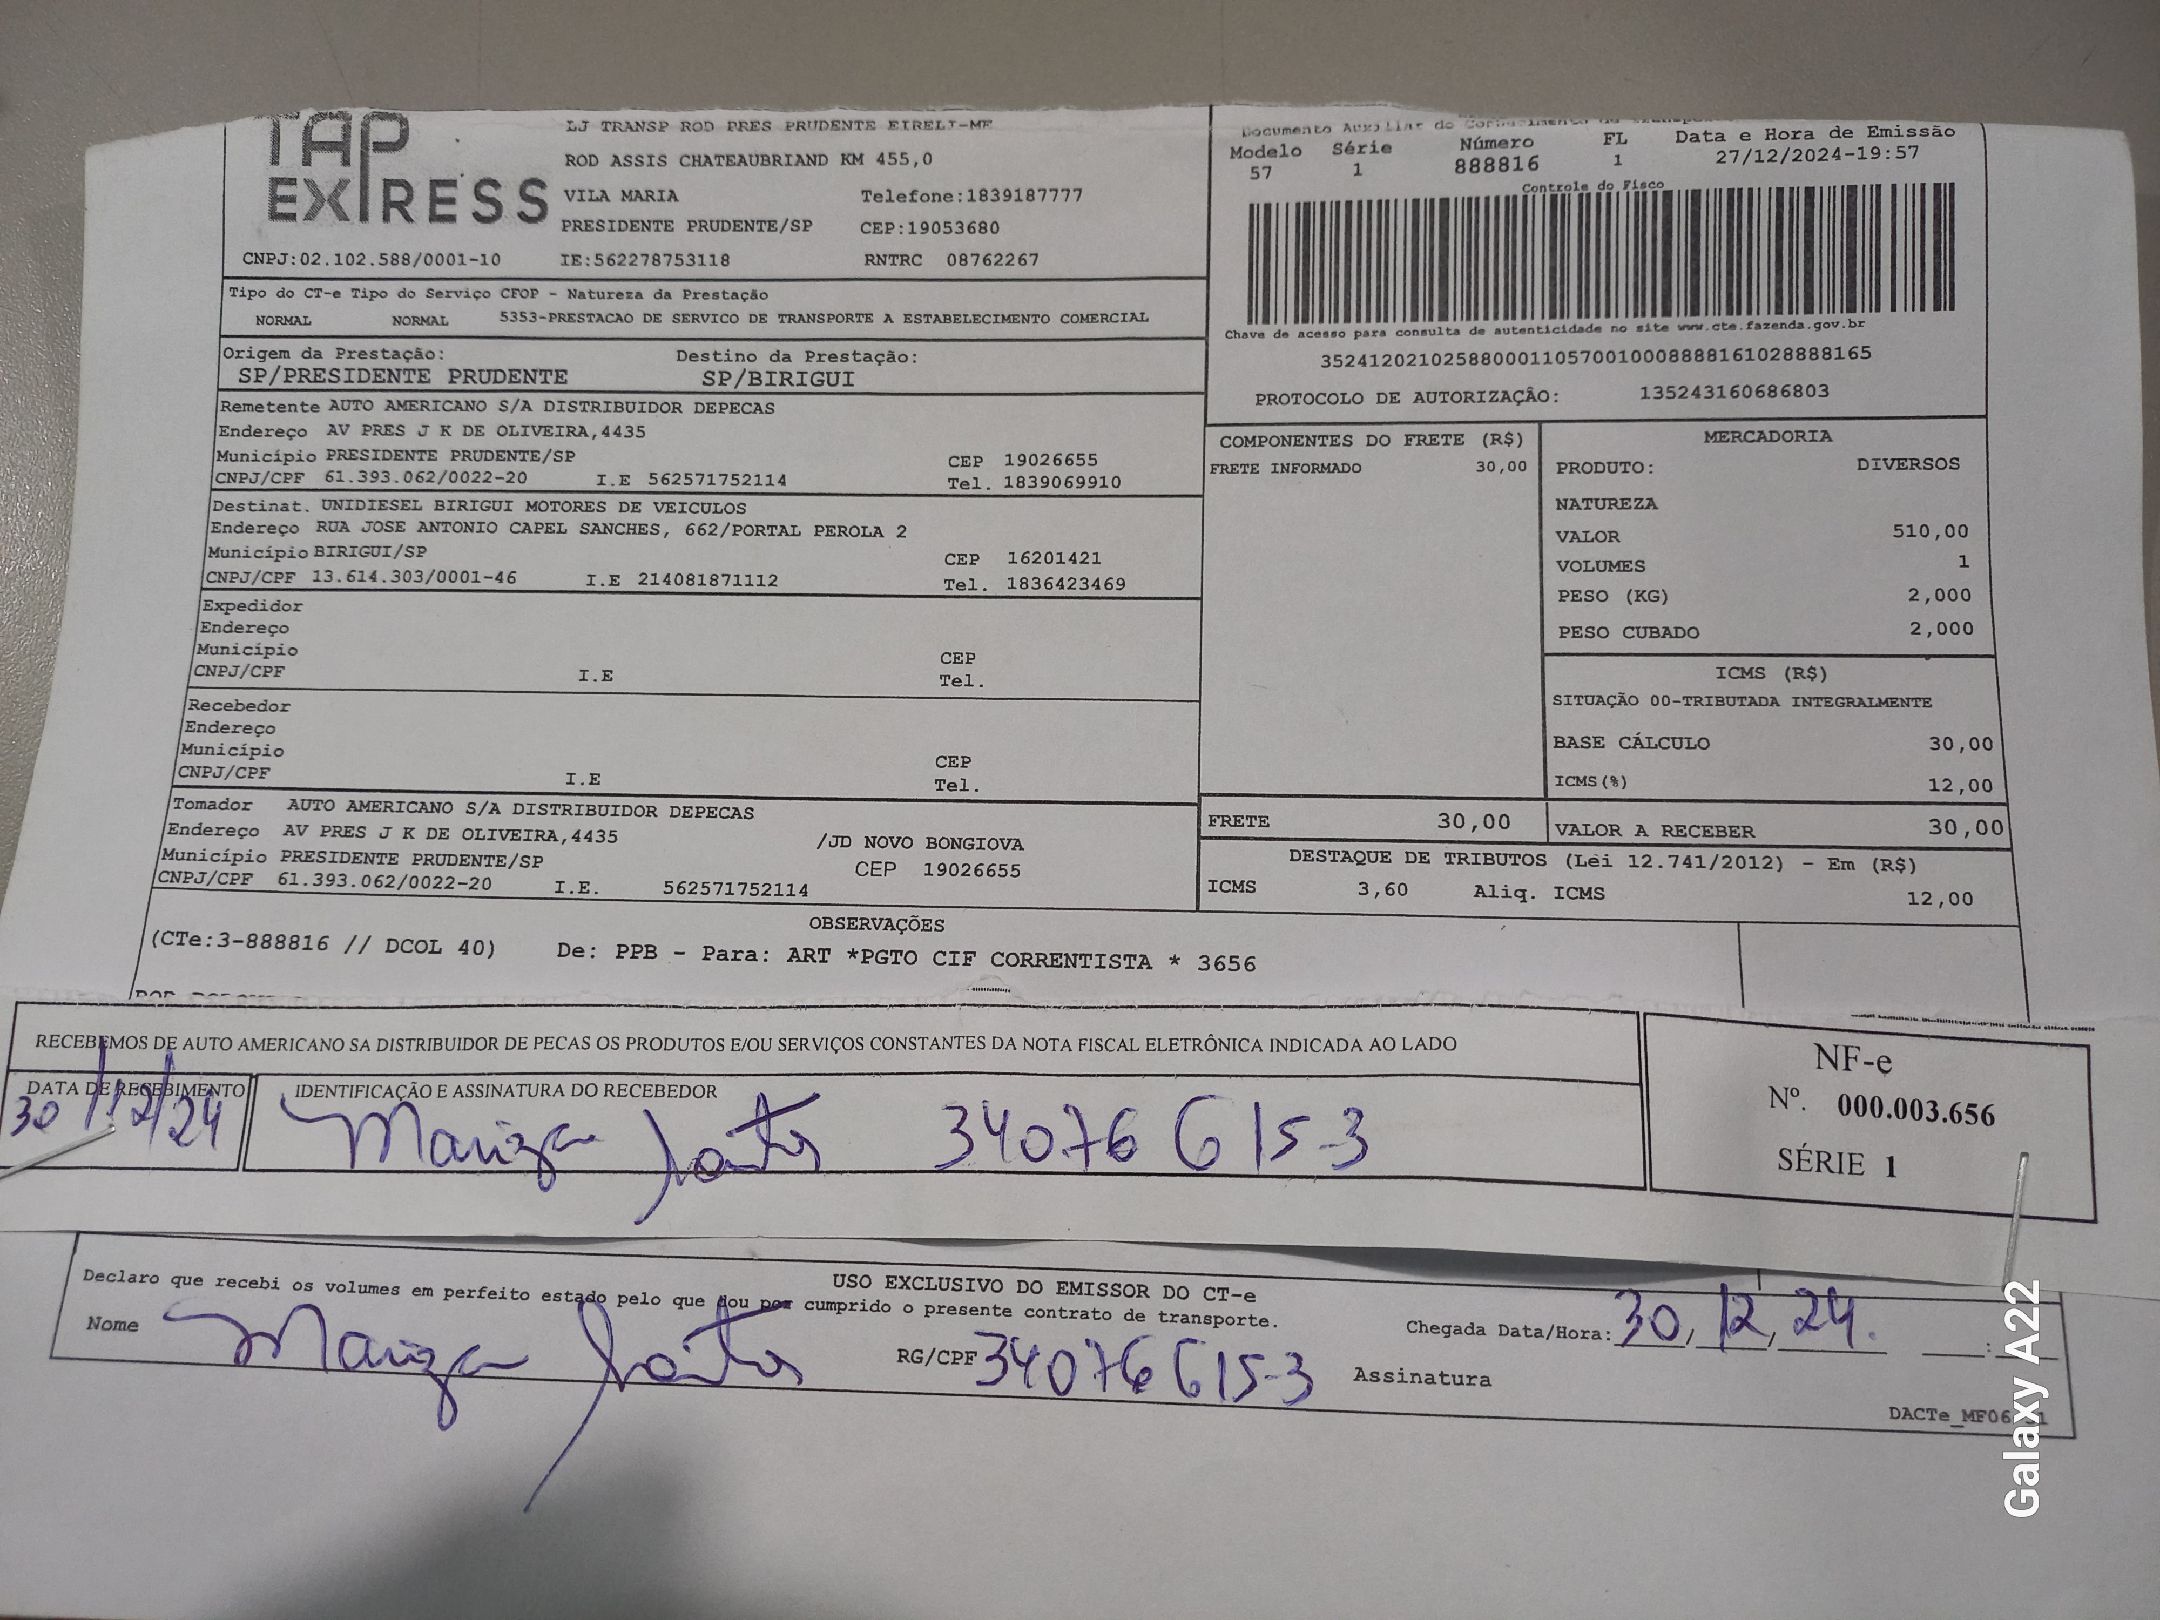 TAP
EXPRESS
LJ TRANSP ROD PRES PRUDENTE EIRELI-ME
ROD ASSIS CHATEAUBRIAND KM 455,0
VILA MARIA Telefone:1839187777
PRESIDENTE PRUDENTE/SP CEP:19053680
CNPJ:02.102.588/0001-10 IE:562278753118 RNTRC 08762267
Documento Auxiliar do Conhecimento de
Modelo Série Número FL Data e Hora de Emissão
57 1 888816 1 27/12/2024-19:57
Controle do Fisco
Chave de acesso para consulta de autenticidade no site www.cte.fazenda.gov.br
35241202102588000110570010008888161028888165
PROTOCOLO DE AUTORIZAÇÃO: 135243160686803
Tipo do CT-e Tipo do Serviço CFOP - Natureza da Prestação
NORMAL NORMAL 5353-PRESTACAO DE SERVICO DE TRANSPORTE A ESTABELECIMENTO COMERCIAL
Origem da Prestação: Destino da Prestação:
SP/PRESIDENTE PRUDENTE SP/BIRIGUI
Remetente AUTO AMERICANO S/A DISTRIBUIDOR DEPECAS
Endereço AV PRES J K DE OLIVEIRA,4435
Município PRESIDENTE PRUDENTE/SP CEP 19026655
CNPJ/CPF 61.393.062/0022-20 I.E 562571752114 Tel. 1839069910
Destinat. UNIDIESEL BIRIGUI MOTORES DE VEICULOS
Endereço RUA JOSE ANTONIO CAPEL SANCHES, 662/PORTAL PEROLA 2
Município BIRIGUI/SP CEP 16201421
CNPJ/CPF 13.614.303/0001-46 I.E 214081871112 Tel. 1836423469
Expedidor
Endereço
Município CEP
CNPJ/CPF I.E Tel.
Recebedor
Endereço
Município CEP
CNPJ/CPF I.E Tel.
Tomador AUTO AMERICANO S/A DISTRIBUIDOR DEPECAS
Endereço AV PRES J K DE OLIVEIRA,4435 /JD NOVO BONGIOVA
Município PRESIDENTE PRUDENTE/SP CEP 19026655
CNPJ/CPF 61.393.062/0022-20 I.E. 562571752114
COMPONENTES DO FRETE (R$)
FRETE INFORMADO 30,00
MERCADORIA
PRODUTO: DIVERSOS
NATUREZA
VALOR 510,00
VOLUMES 1
PESO (KG) 2,000
PESO CUBADO 2,000
ICMS (R$)
SITUAÇÃO 00-TRIBUTADA INTEGRALMENTE
BASE CÁLCULO 30,00
ICMS(%) 12,00
FRETE 30,00 VALOR A RECEBER 30,00
DESTAQUE DE TRIBUTOS (Lei 12.741/2012) - Em (R$)
ICMS 3,60 Aliq. ICMS 12,00
OBSERVAÇÕES
(CTe:3-888816 // DCOL 40) De: PPB - Para: ART *PGTO CIF CORRENTISTA * 3656
RECEBEMOS DE AUTO AMERICANO SA DISTRIBUIDOR DE PECAS OS PRODUTOS E/OU SERVIÇOS CONSTANTES DA NOTA FISCAL ELETRÔNICA INDICADA AO LADO
DATA DE RECEBIMENTO IDENTIFICAÇÃO E ASSINATURA DO RECEBEDOR
30/12/24 Mariza Santos 34076615-3
NF-e
Nº. 000.003.656
SÉRIE 1
USO EXCLUSIVO DO EMISSOR DO CT-e
Declaro que recebi os volumes em perfeito estado pelo que dou por cumprido o presente contrato de transporte.
Nome Mariza Santos RG/CPF 34076615-3 Assinatura
Chegada Data/Hora: 30/12/24. :
Galaxy A22